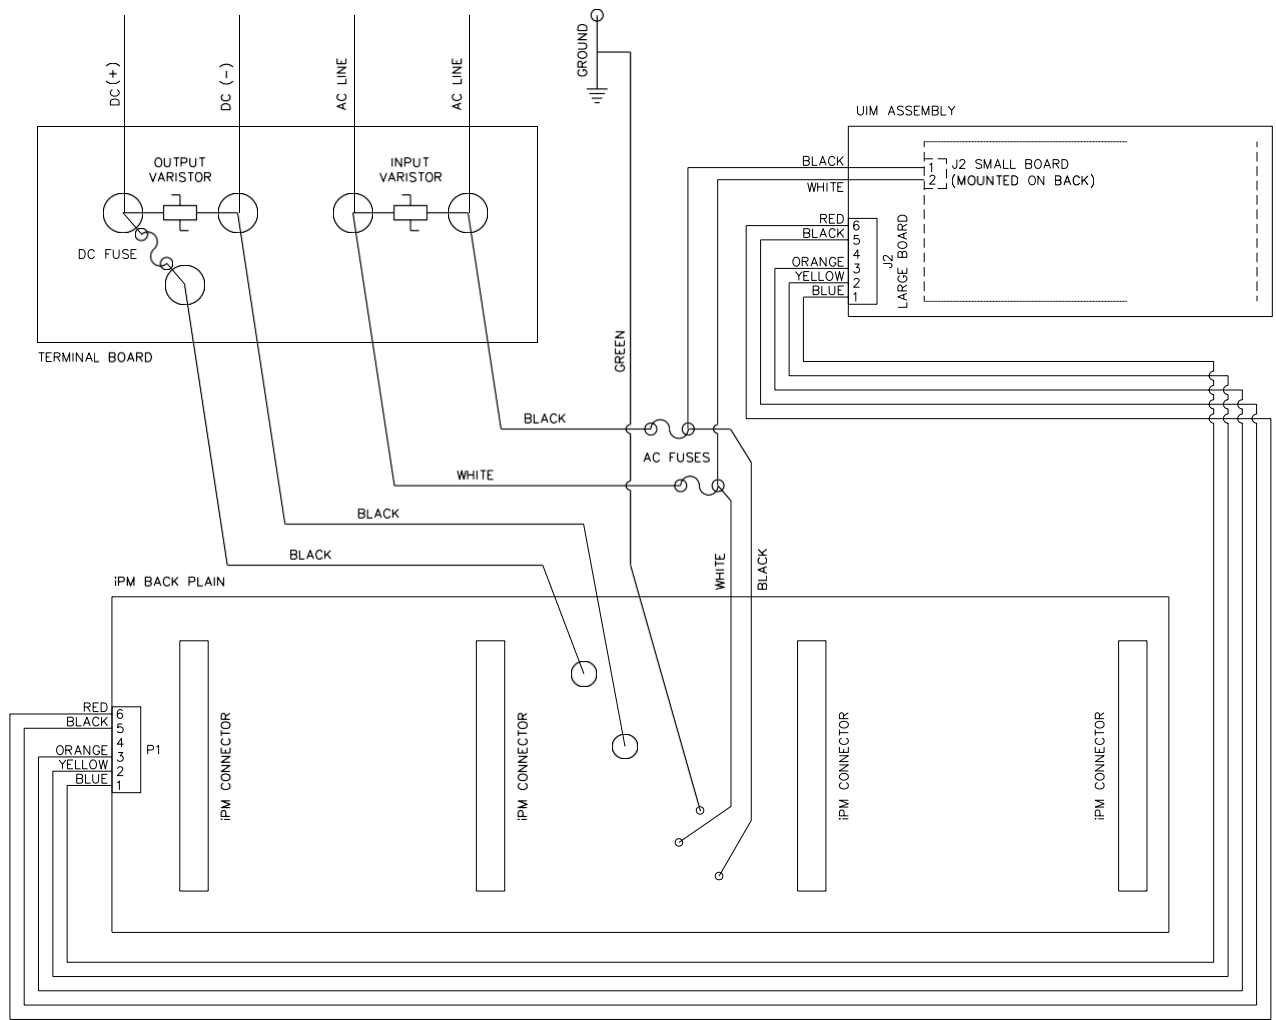 DC (+)
DC (-)
AC LINE
AC LINE
GROUND
UIM ASSEMBLY
OUTPUT
VARISTOR
INPUT
VARISTOR
DC FUSE
TERMINAL BOARD
BLACK
WHITE
1
2
J2 SMALL BOARD
(MOUNTED ON BACK)
RED
BLACK
ORANGE
YELLOW
BLUE
6
5
4
3
2
1
J2
LARGE BOARD
GREEN
BLACK
AC FUSES
WHITE
BLACK
BLACK
WHITE
BLACK
iPM BACK PLAIN
RED
BLACK
ORANGE
YELLOW
BLUE
6
5
4
3
2
1
P1
iPM CONNECTOR
iPM CONNECTOR
iPM CONNECTOR
iPM CONNECTOR